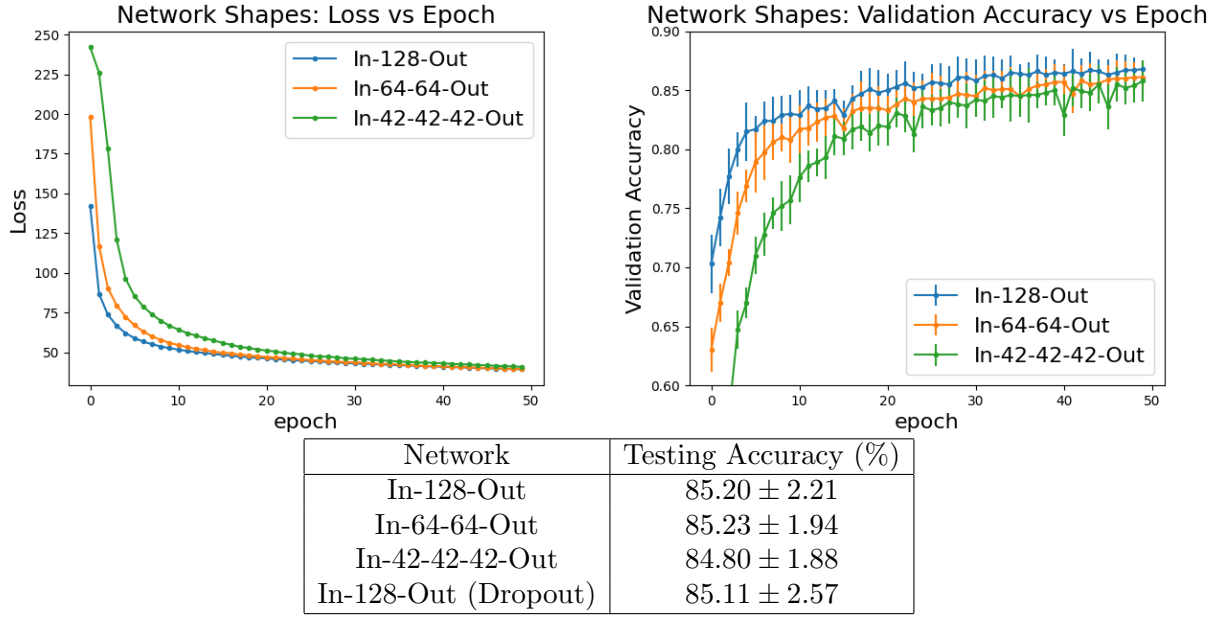 Network Shapes: Loss vs Epoch
250
225
200
175
150
125
100
75
50
Loss
0
10
20
30
40
50
epoch
In-128-Out
In-64-64-Out
In-42-42-42-Out
Network Shapes: Validation Accuracy vs Epoch
0.90
0.85
0.80
0.75
0.70
0.65
0.60
Validation Accuracy
0
10
20
30
40
50
epoch
In-128-Out
In-64-64-Out
In-42-42-42-Out
Network Testing Accuracy (%)
In-128-Out 85.20 ± 2.21
In-64-64-Out 85.23 ± 1.94
In-42-42-42-Out 84.80 ± 1.88
In-128-Out (Dropout) 85.11 ± 2.57